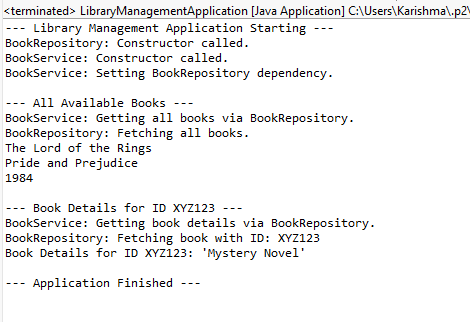 <terminated> LibraryManagementApplication [Java Application] C:\Users\Karishma\.p2\
--- Library Management Application Starting ---
BookRepository: Constructor called.
BookService: Constructor called.
BookService: Setting BookRepository dependency.
--- All Available Books ---
BookService: Getting all books via BookRepository.
BookRepository: Fetching all books.
The Lord of the Rings
Pride and Prejudice
1984
--- Book Details for ID XYZ123 ---
BookService: Getting book details via BookRepository.
BookRepository: Fetching book with ID: XYZ123
Book Details for ID XYZ123: 'Mystery Novel'
--- Application Finished ---